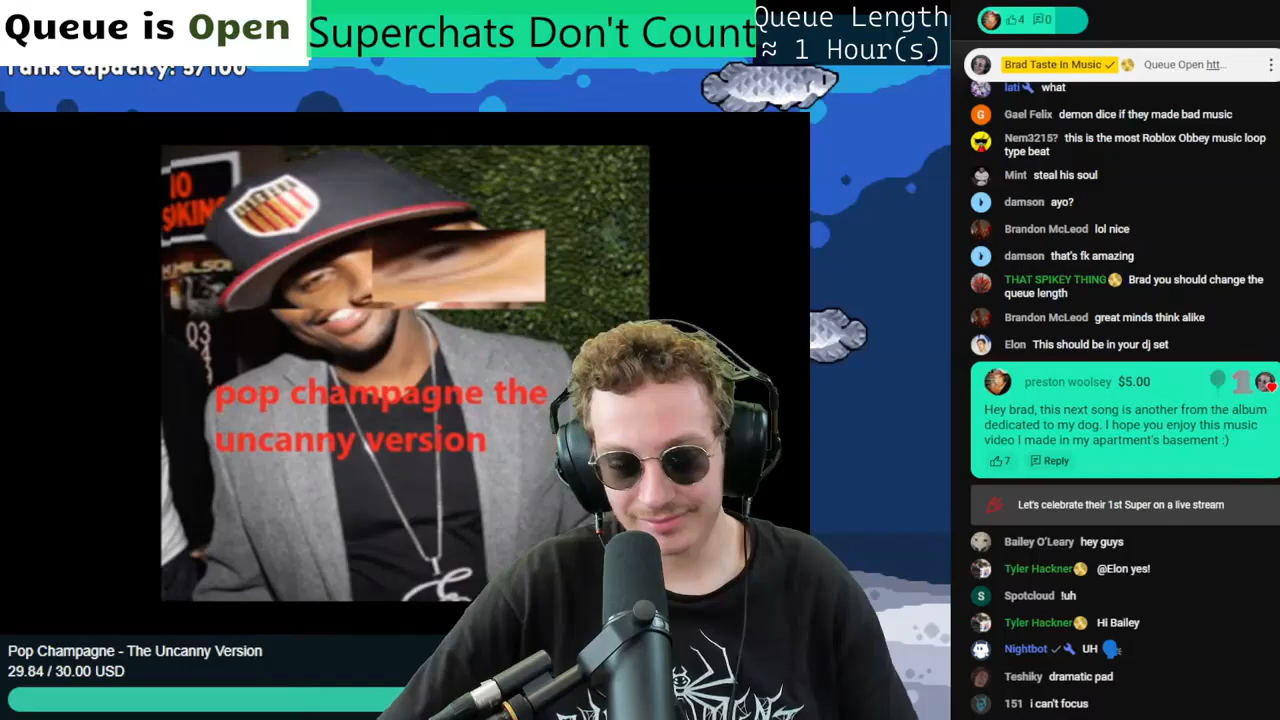 Queue is Open
Superchats Don't Count
Queue Length
≈ 1 Hour(s)
Tank Capacity: 5/100
pop champagne the
uncanny version
Pop Champagne - The Uncanny Version
29.84 / 30.00 USD
4
0
Brad Taste In Music Queue Open htt...
lati what
Gael Felix demon dice if they made bad music
Nem3215? this is the most Roblox Obbey music loop
type beat
Mint steal his soul
damson ayo?
Brandon McLeod lol nice
damson that's fk amazing
THAT SPIKEY THING Brad you should change the
queue length
Brandon McLeod great minds think alike
Elon This should be in your dj set
preston woolsey $5.00
1
Hey brad, this next song is another from the album
dedicated to my dog. I hope you enjoy this music
video I made in my apartment's basement :)
7 Reply
Let's celebrate their 1st Super on a live stream
Bailey O'Leary hey guys
Tyler Hackner @Elon yes!
Spotcloud !uh
Tyler Hackner Hi Bailey
Nightbot UH
Teshiky dramatic pad
151 i can't focus